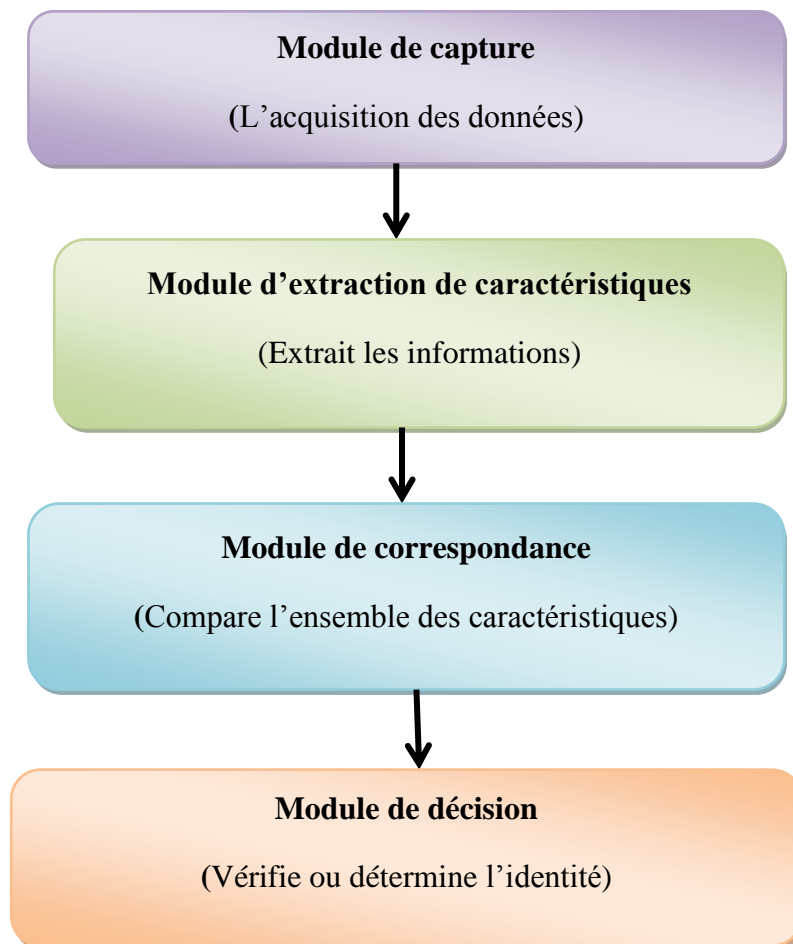 Module de capture
(L’acquisition des données)
Module d’extraction de caractéristiques
(Extrait les informations)
Module de correspondance
(Compare l’ensemble des caractéristiques)
Module de décision
(Vérifie ou détermine l’identité)